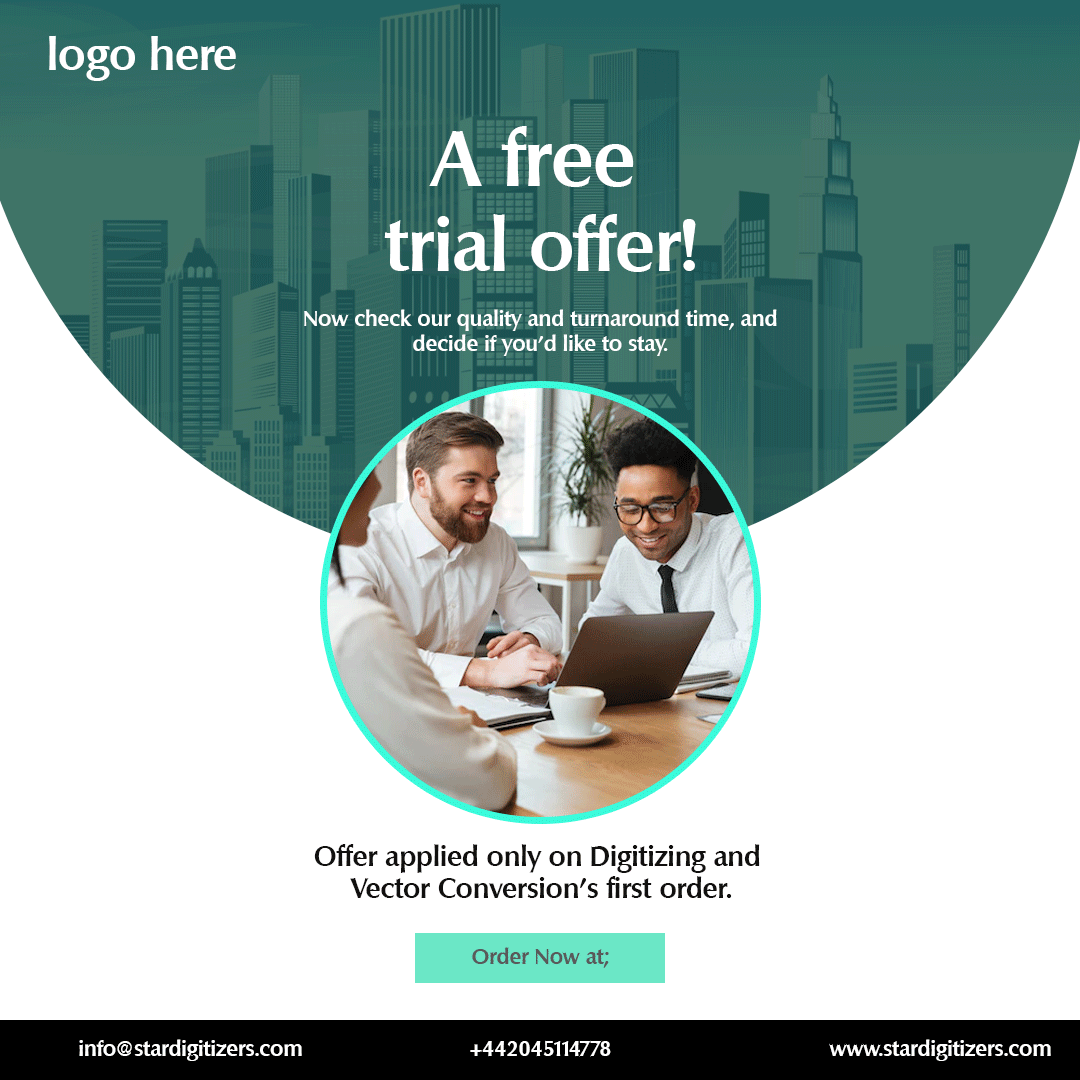 logo here
A free
trial offer!
Now check our quality and turnaround time, and
decide if you’d like to stay.
Offer applied only on Digitizing and
Vector Conversion’s first order.
Order Now at;
info@stardigitizers.com +442045114778 www.stardigitizers.com